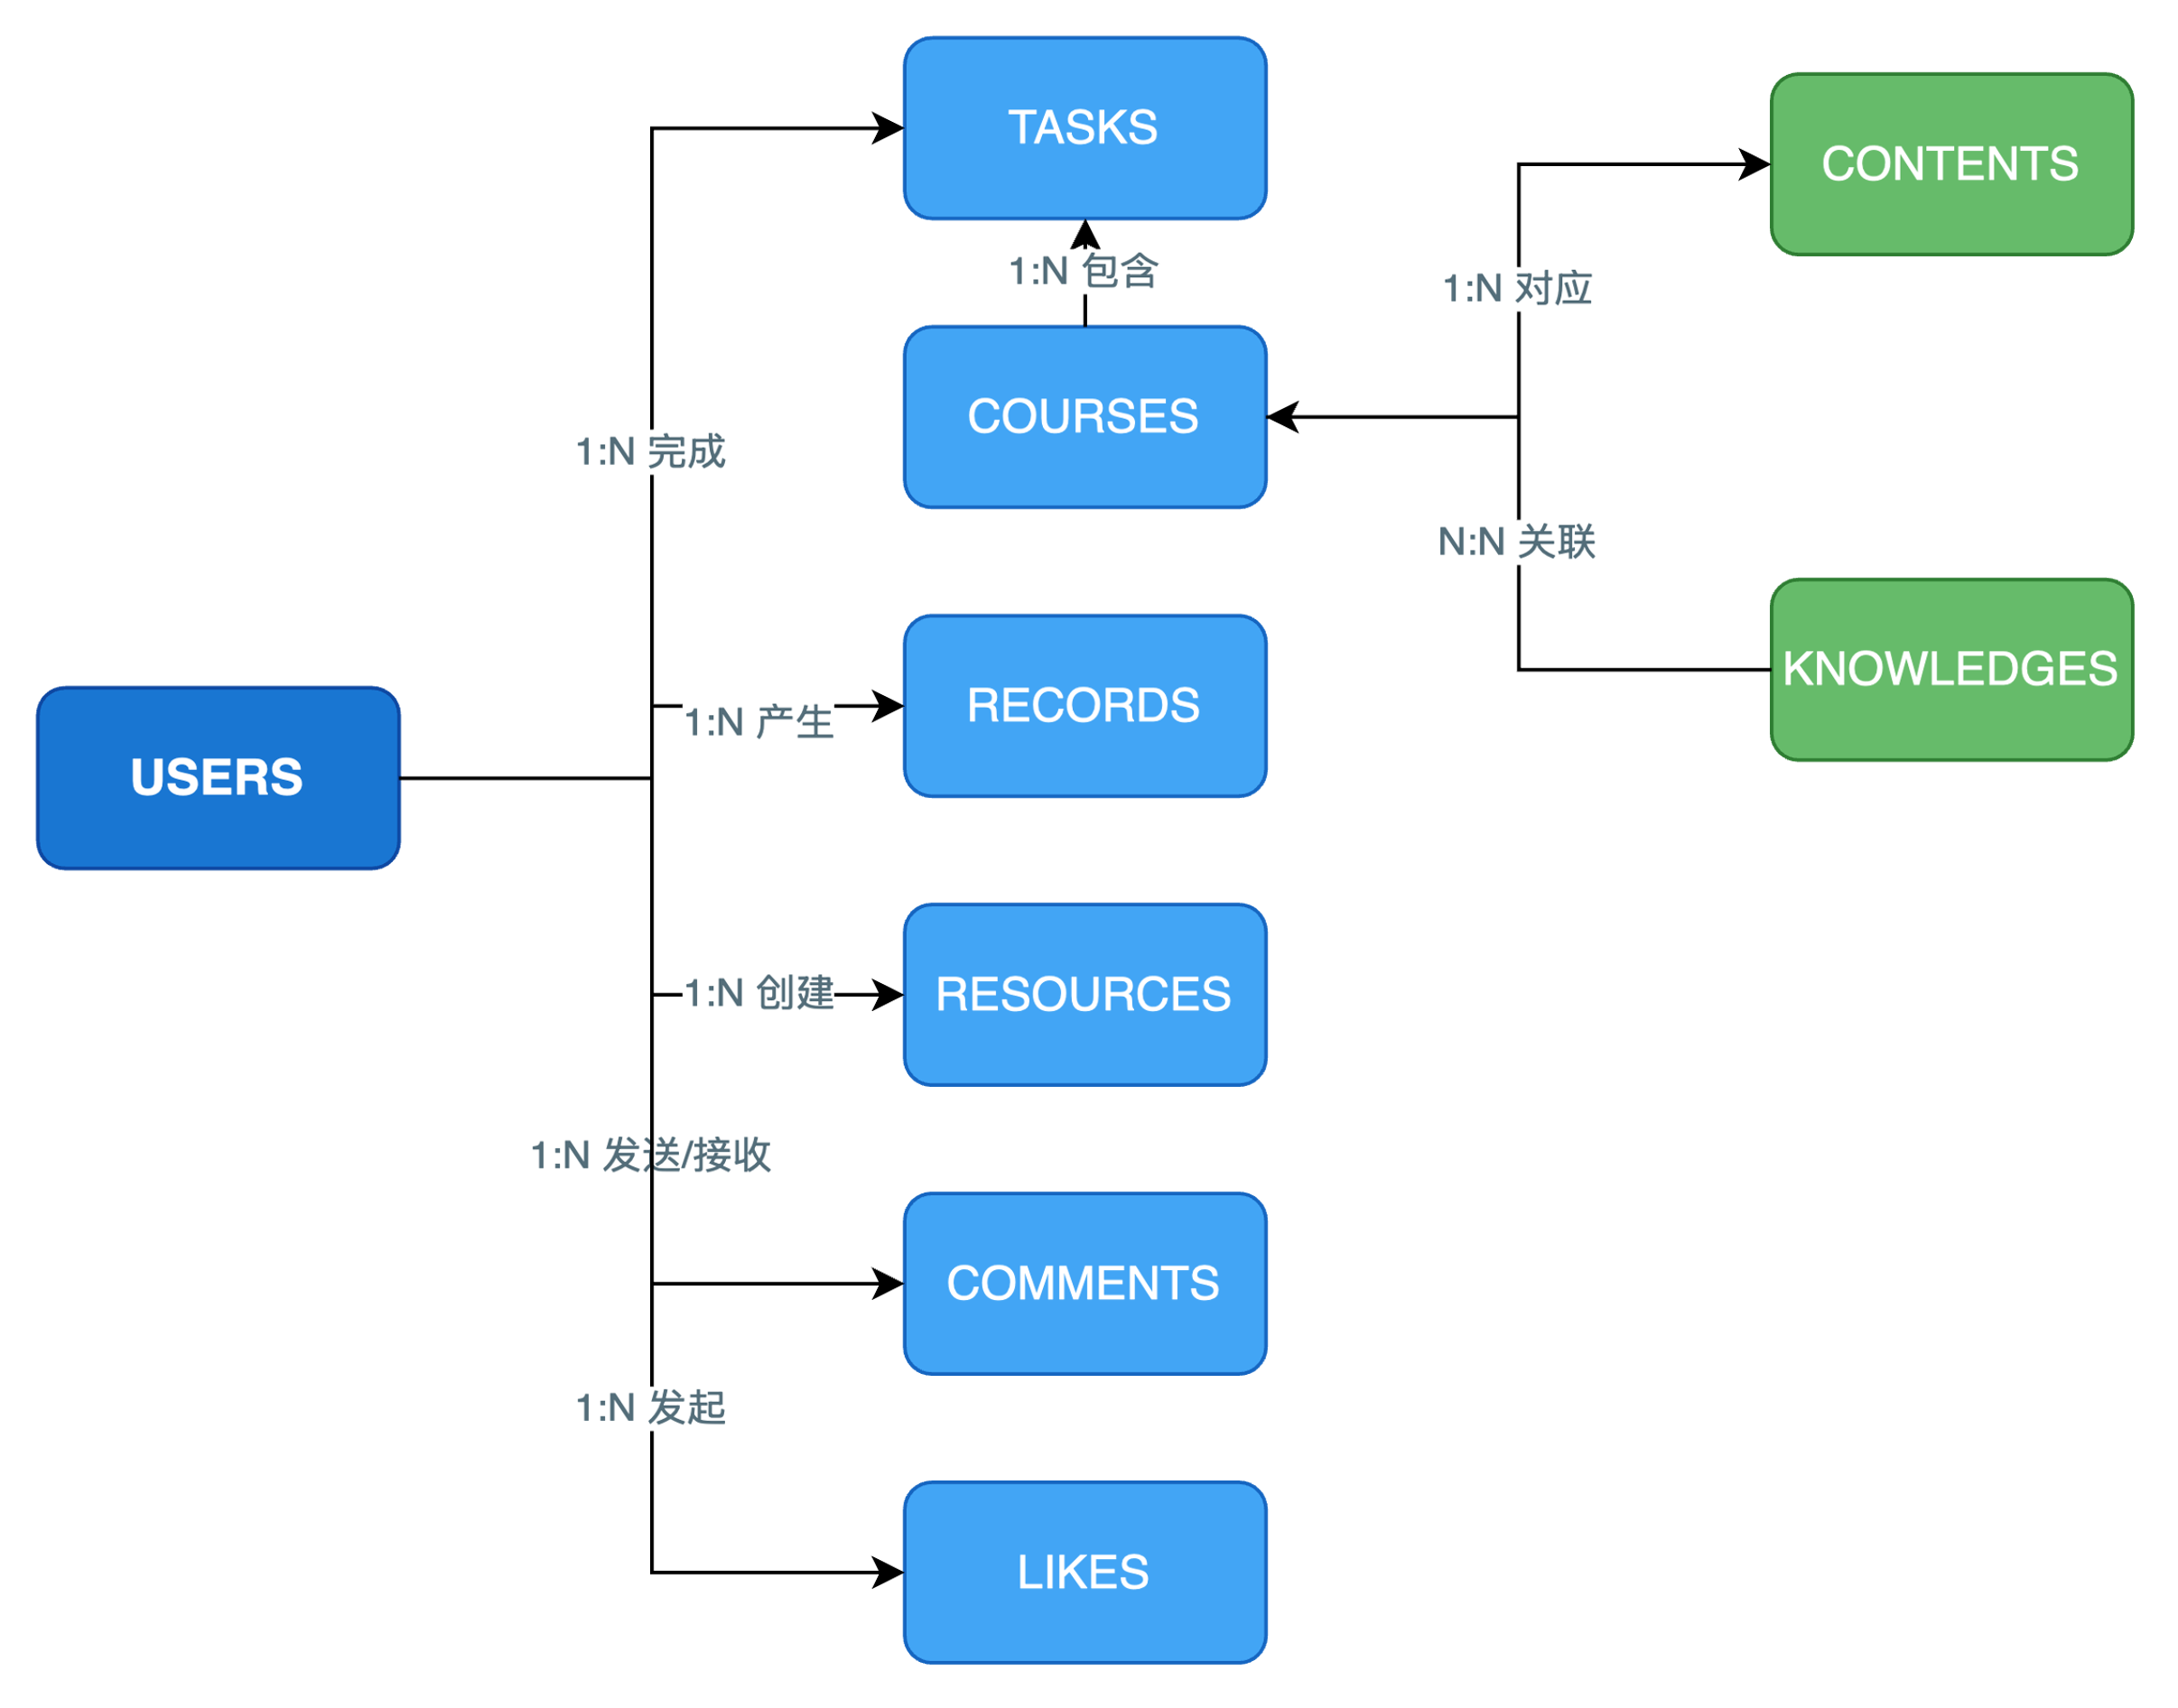 TASKS
CONTENTS
1:N 包含
1:N 对应
COURSES
1:N 完成
N:N 关联
KNOWLEDGES
RECORDS
1:N 产生
USERS
RESOURCES
1:N 创建
1:N 发送/接收
COMMENTS
1:N 发起
LIKES